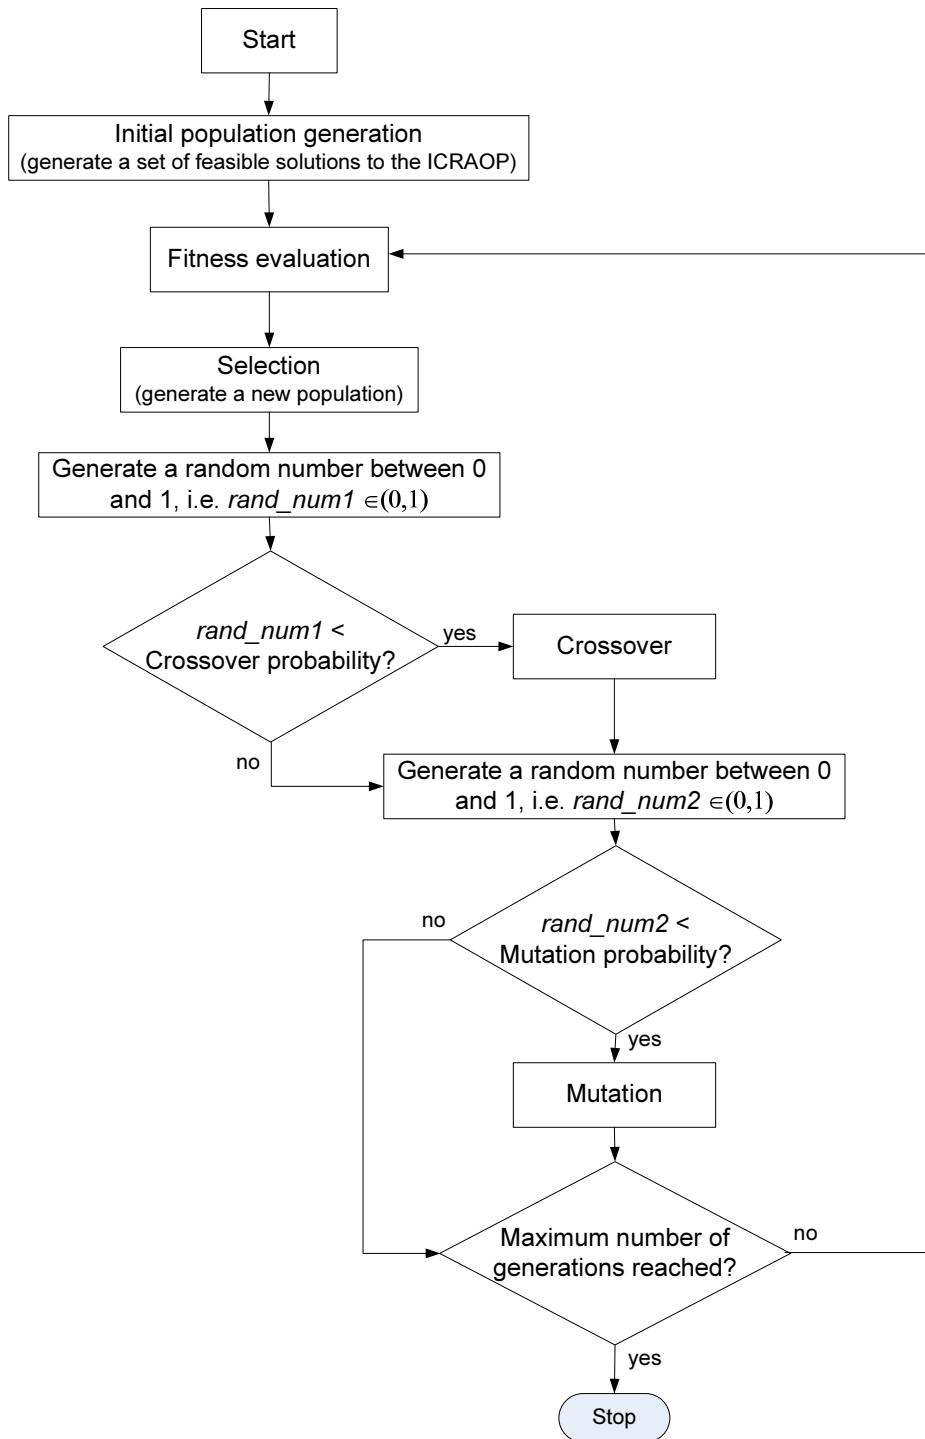 Start
Initial population generation
(generate a set of feasible solutions to the ICRAOP)
Fitness evaluation
Selection
(generate a new population)
Generate a random number between 0
and 1, i.e. rand_num1 ∈(0,1)
rand_num1 <
Crossover probability?
yes
Crossover
no
Generate a random number between 0
and 1, i.e. rand_num2 ∈(0,1)
no
rand_num2 <
Mutation probability?
yes
Mutation
Maximum number of
generations reached?
no
yes
Stop